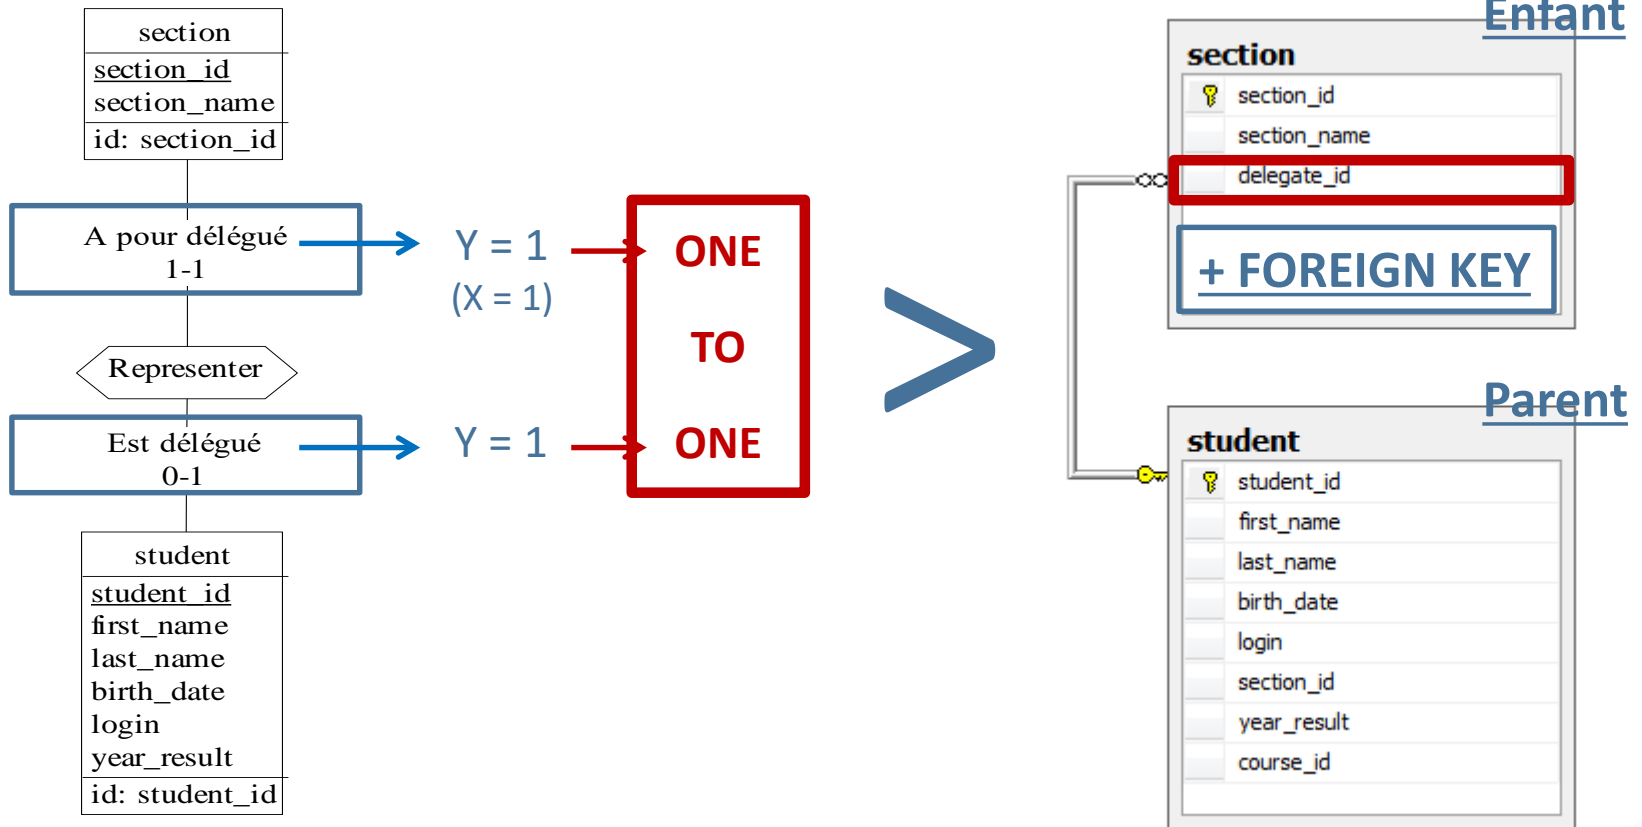 section
section_id
section_name
id: section_id
A pour délégué
1-1
Representer
Est délégué
0-1
student
student_id
first_name
last_name
birth_date
login
year_result
id: student_id
Y = 1
(X = 1)
Y = 1
ONE
TO
ONE
>
Enfant
section
section_id
section_name
delegate_id
+ FOREIGN KEY
Parent
student
student_id
first_name
last_name
birth_date
login
section_id
year_result
course_id